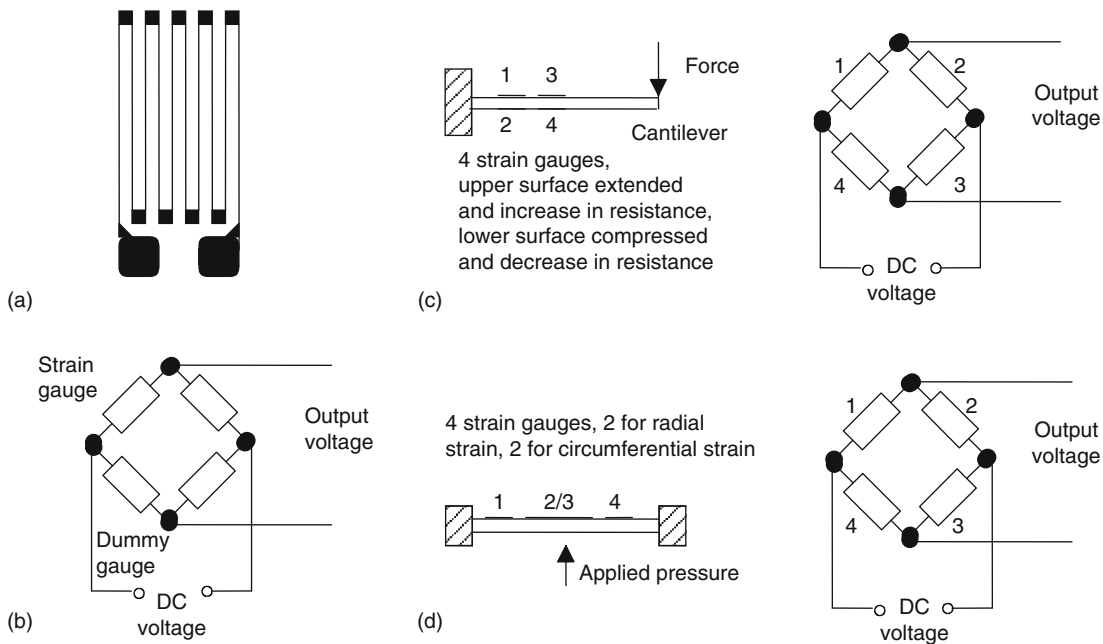 (a)
1 3
Force
2 4
Cantilever
4 strain gauges,
upper surface extended
and increase in resistance,
lower surface compressed
and decrease in resistance
(c)
1
2
Output
voltage
4
3
DC
voltage
Strain
gauge
Output
voltage
Dummy
gauge
DC
voltage
(b)
4 strain gauges, 2 for radial
strain, 2 for circumferential strain
1 2/3 4
Applied pressure
(d)
1
2
Output
voltage
4
3
DC
voltage